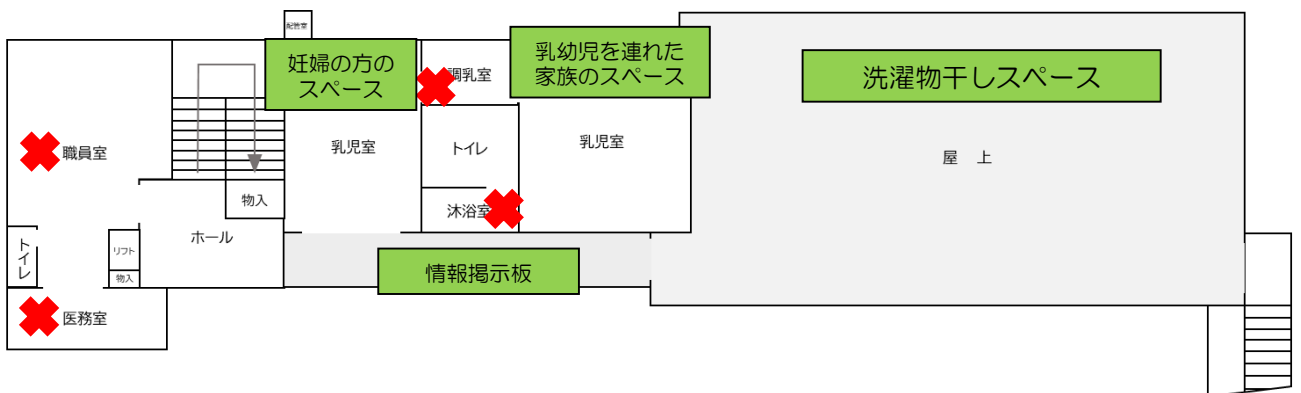 配膳室
妊婦の方の
スペース
調乳室
乳幼児を連れた
家族のスペース
洗濯物干しスペース
職員室
乳児室
トイレ
乳児室
屋 上
物入
沐浴室
ホール
トイレ
リフト
物入
情報掲示板
医務室